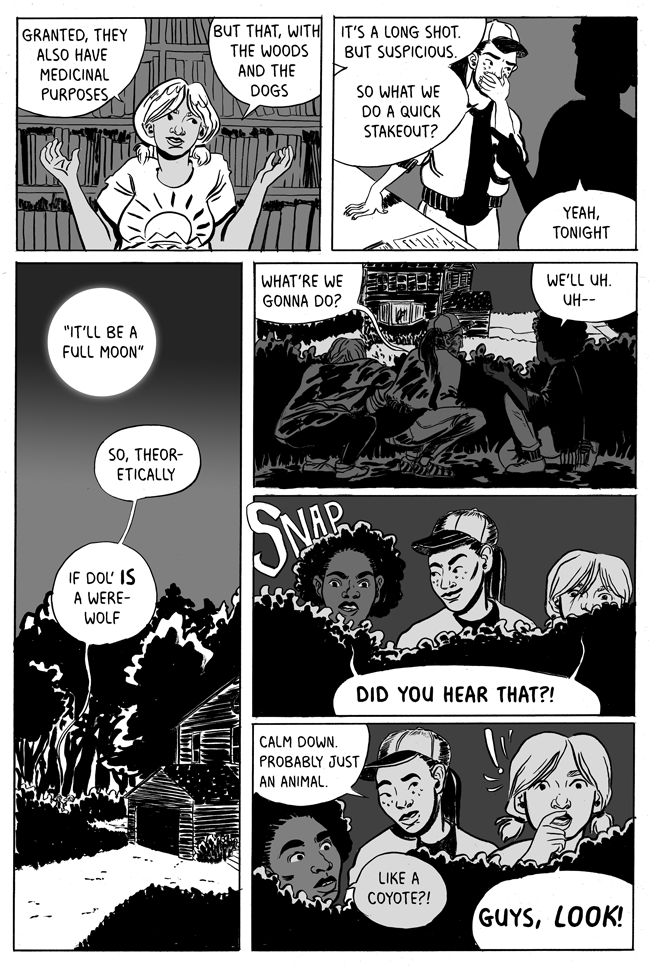 GRANTED, THEY
ALSO HAVE
MEDICINAL
PURPOSES
BUT THAT, WITH
THE WOODS
AND THE
DOGS
IT'S A LONG SHOT.
BUT SUSPICIOUS.
SO WHAT WE
DO A QUICK
STAKEOUT?
YEAH,
TONIGHT
"IT'LL BE A
FULL MOON"
SO, THEOR-
ETICALLY
IF DOL' IS
A WERE-
WOLF
WHAT'RE WE
GONNA DO?
WE'LL UH.
UH--
SNAP
DID YOU HEAR THAT?!
CALM DOWN.
PROBABLY JUST
AN ANIMAL.
LIKE A
COYOTE?!
!
GUYS, LOOK!